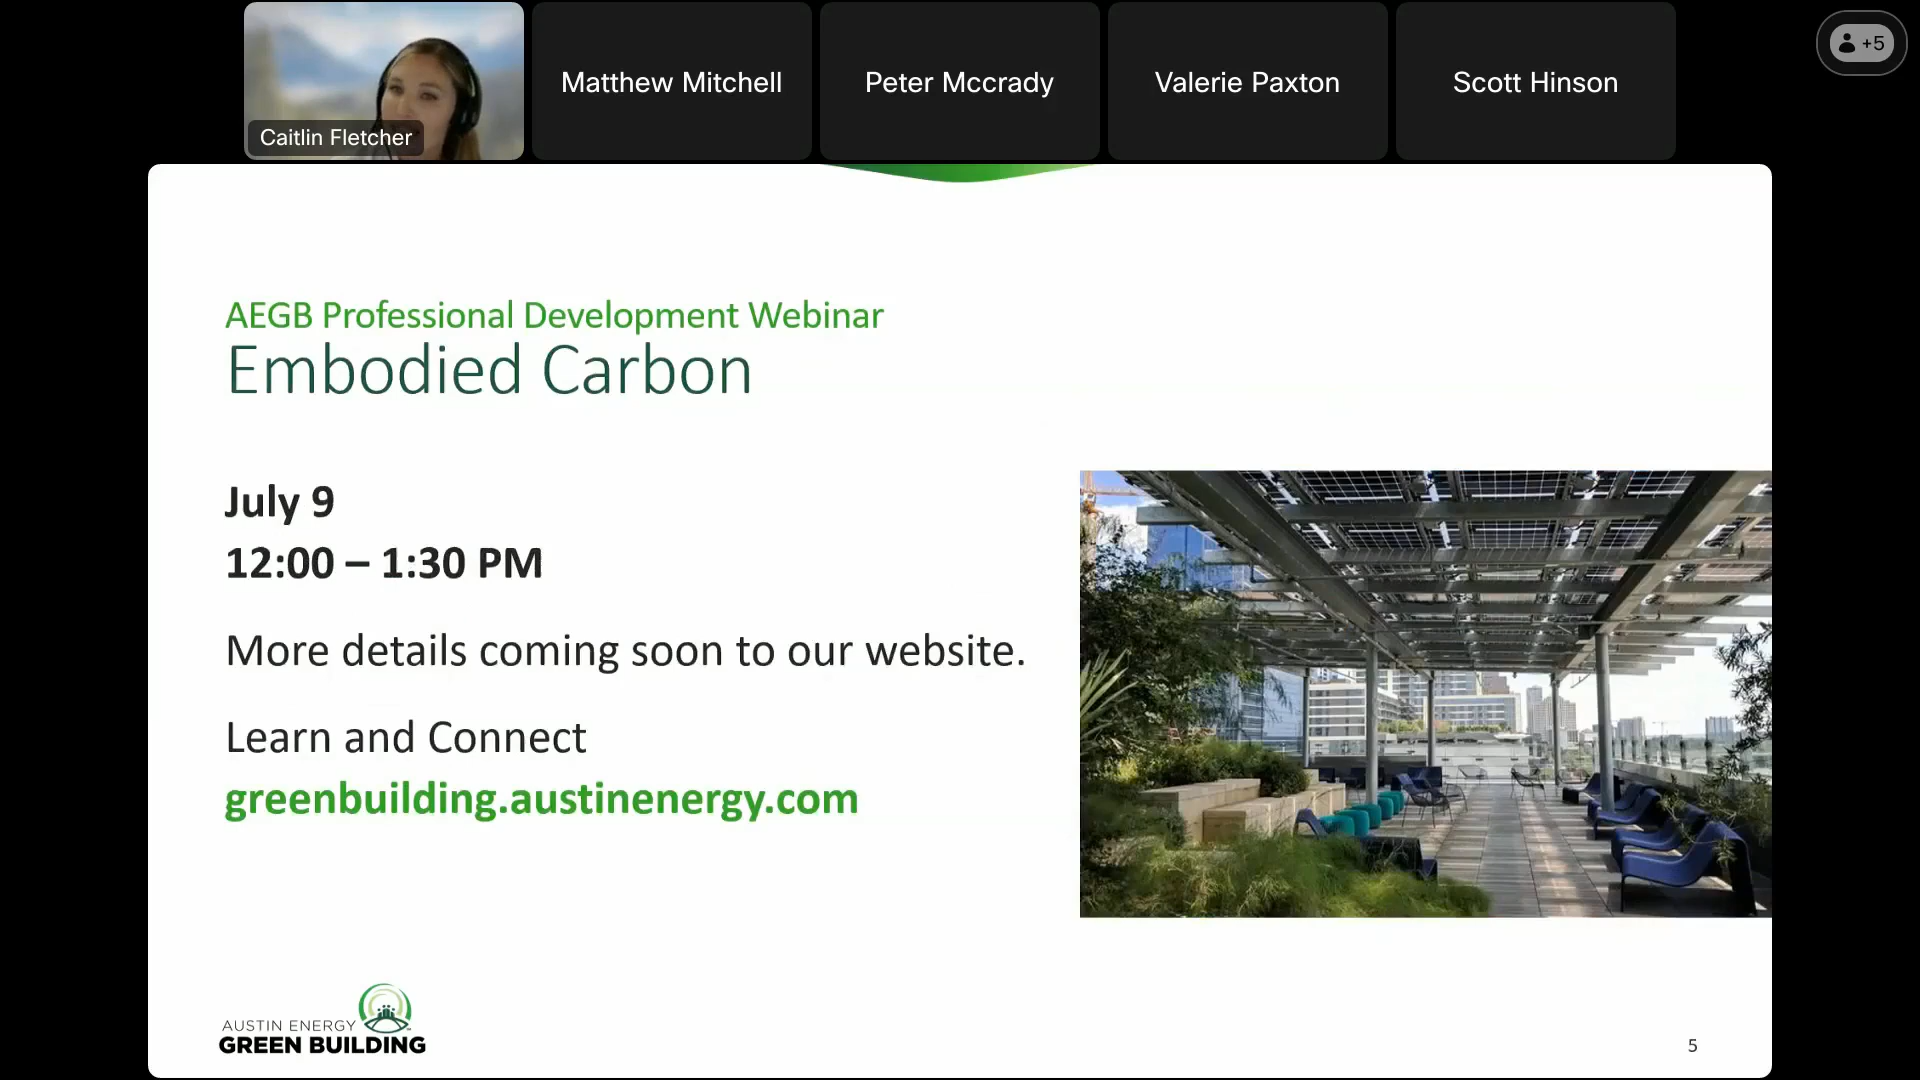 Caitlin Fletcher
Matthew Mitchell
Peter Mccrady
Valerie Paxton
Scott Hinson
+5
AEGB Professional Development Webinar
Embodied Carbon
July 9
12:00 – 1:30 PM
More details coming soon to our website.
Learn and Connect
greenbuilding.austinenergy.com
AUSTIN ENERGY
GREEN BUILDING
5